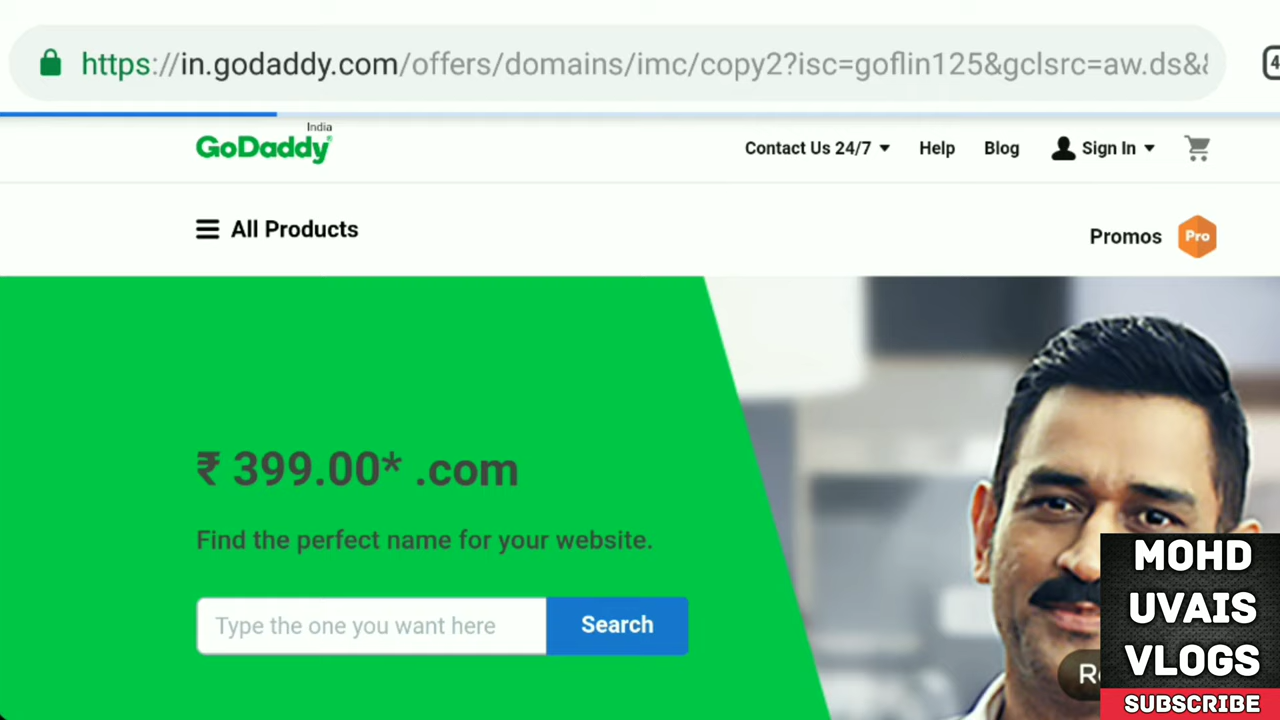 https://in.godaddy.com/offers/domains/imc/copy2?isc=goflin125&gclsrc=aw.ds&
4
India
GoDaddy
Contact Us 24/7
Help
Blog
Sign In
All Products
Promos
Pro
₹ 399.00* .com
Find the perfect name for your website.
Type the one you want here
Search
MOHD
UVAIS
VLOGS
SUBSCRIBE